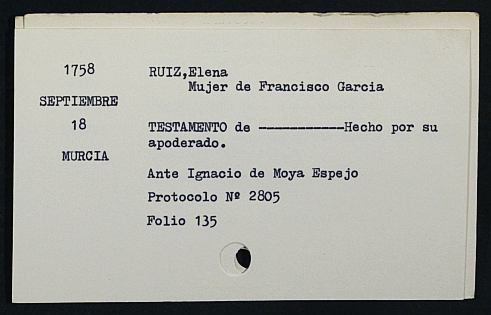 1758
SEPTIEMBRE
18
MURCIA
RUIZ,Elena
Mujer de Francisco Garcia
TESTAMENTO de -----------Hecho por su
apoderado.
Ante Ignacio de Moya Espejo
Protocolo Nº 2805
Folio 135